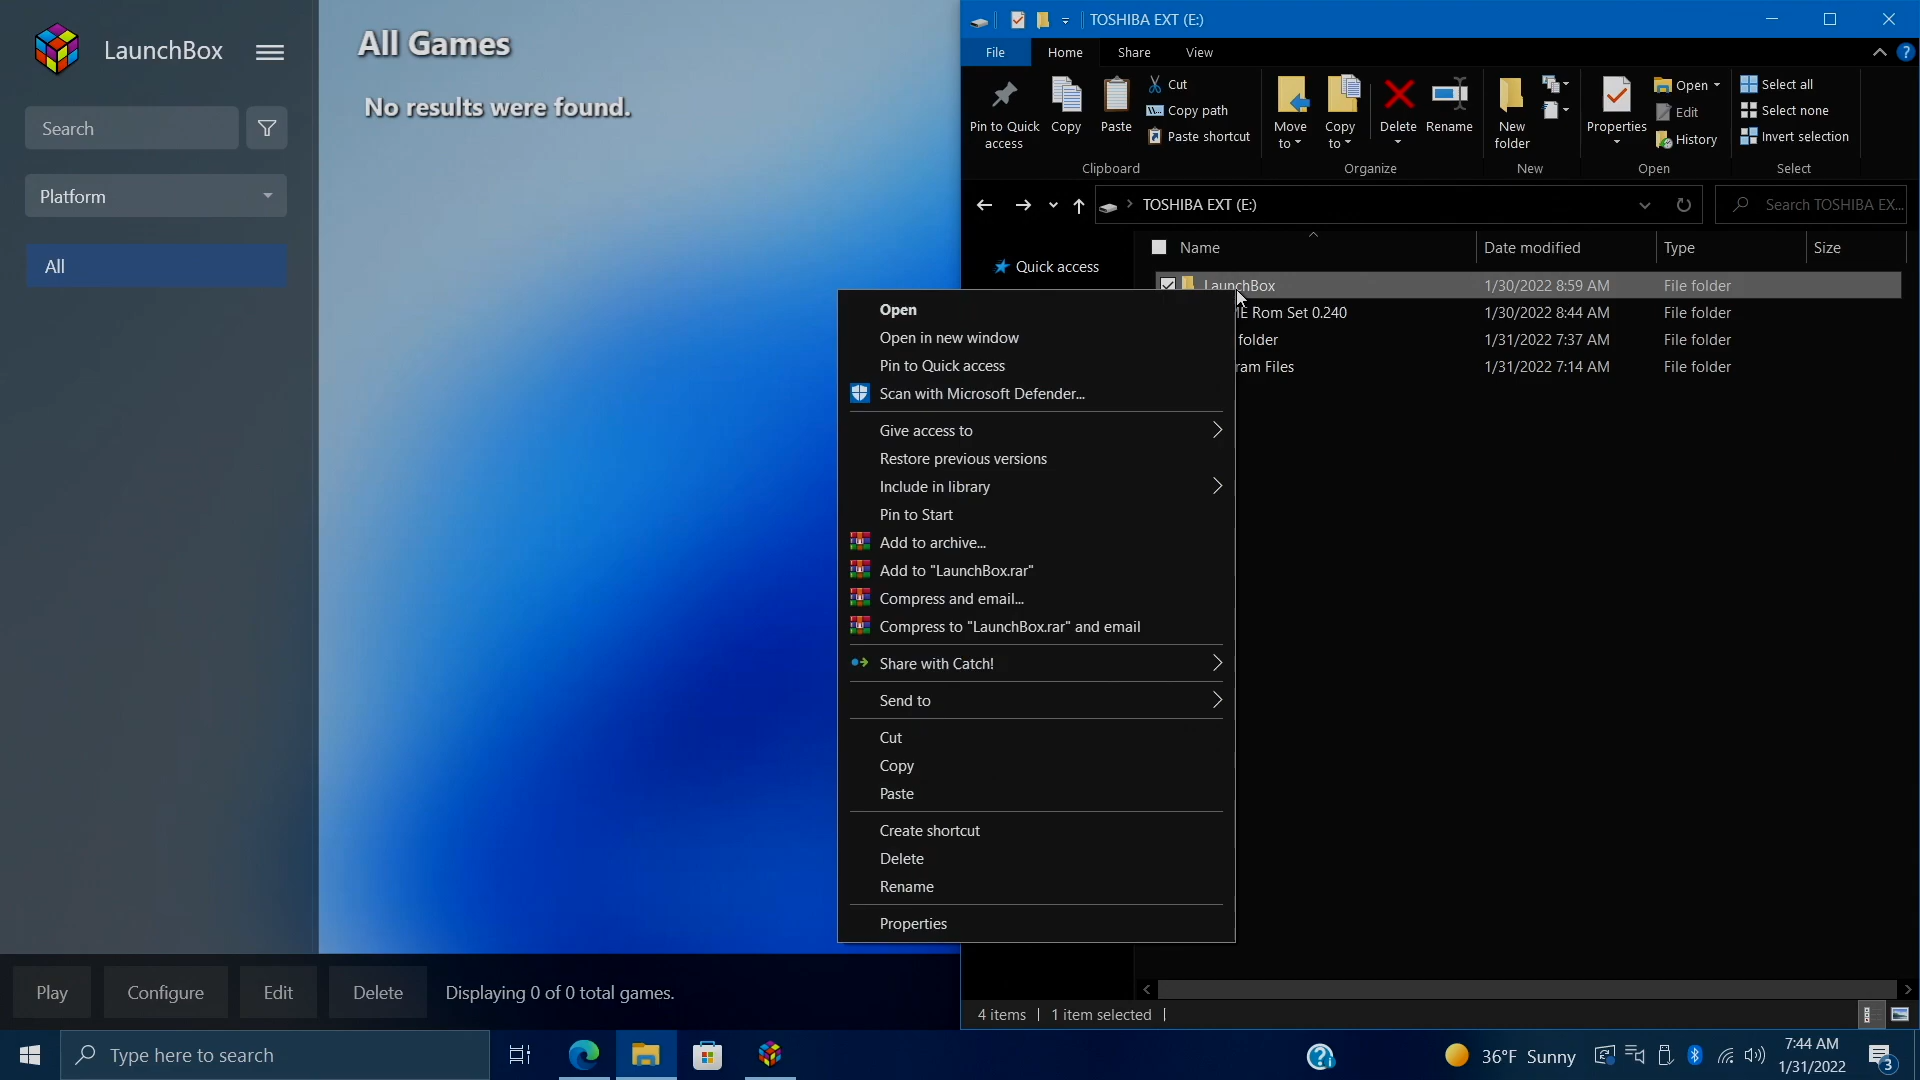 LaunchBox
Search
Platform
All
All Games
No results were found.
Play
Configure
Edit
Delete
Displaying 0 of 0 total games.
TOSHIBA EXT (E:)
File
Home
Share
View
Pin to Quick access
Copy
Paste
Cut
Copy path
Paste shortcut
Clipboard
Move to
Copy to
Delete
Rename
Organize
New folder
New
Properties
Open
Edit
History
Open
Select all
Select none
Invert selection
Select
TOSHIBA EXT (E:)
Search TOSHIBA EX...
Quick access
Name
Date modified
Type
Size
LaunchBox 1/30/2022 8:59 AM File folder
E Rom Set 0.240 1/30/2022 8:44 AM File folder
folder 1/31/2022 7:37 AM File folder
ram Files 1/31/2022 7:14 AM File folder
Open
Open in new window
Pin to Quick access
Scan with Microsoft Defender...
Give access to
Restore previous versions
Include in library
Pin to Start
Add to archive...
Add to "LaunchBox.rar"
Compress and email...
Compress to "LaunchBox.rar" and email
Share with Catch!
Send to
Cut
Copy
Paste
Create shortcut
Delete
Rename
Properties
4 items
1 item selected
Type here to search
36°F Sunny
7:44 AM
1/31/2022
3